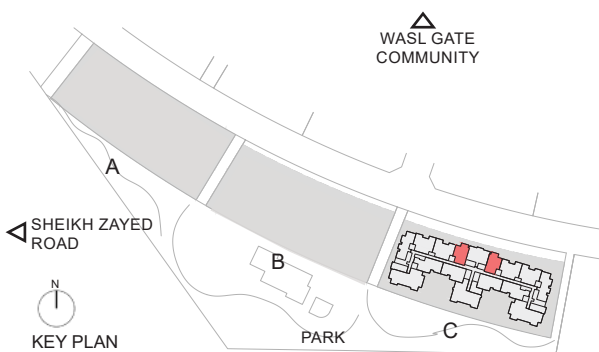 WASL GATE
COMMUNITY
A
SHEIKH ZAYED
ROAD
B
N
KEY PLAN
PARK
C